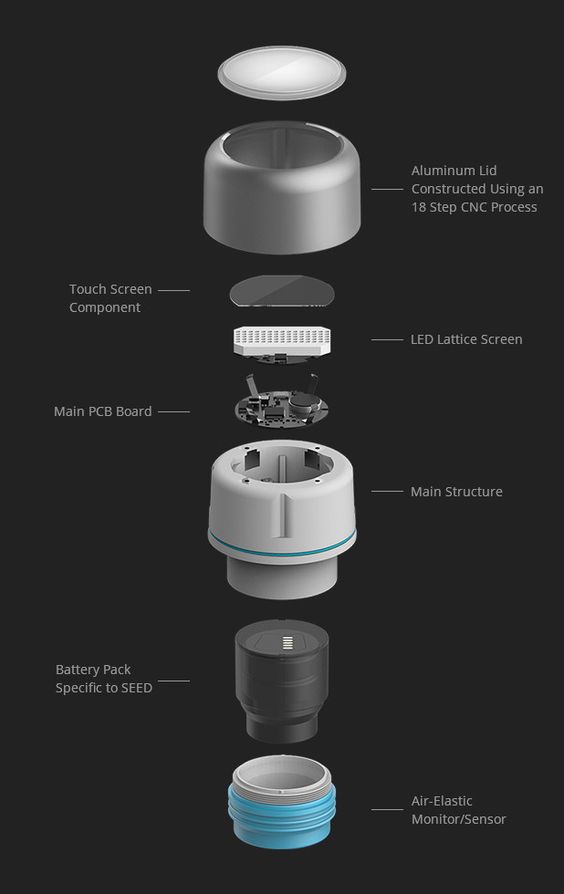 Aluminum Lid
Constructed Using an
18 Step CNC Process
Touch Screen
Component
LED Lattice Screen
Main PCB Board
Main Structure
Battery Pack
Specific to SEED
Air-Elastic
Monitor/Sensor